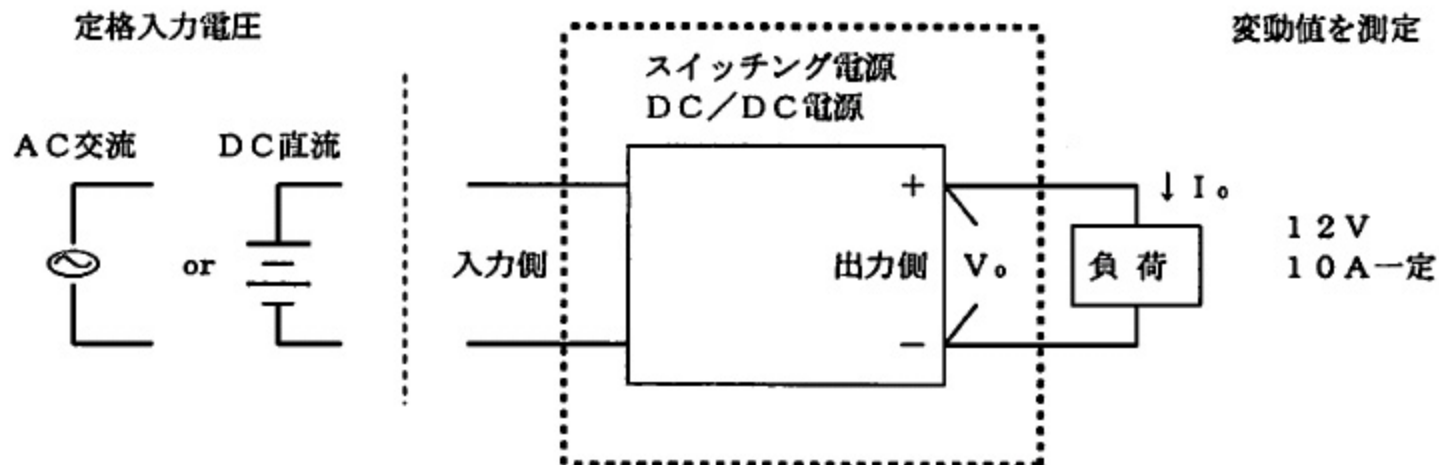 定格入力電圧
変動値を測定
スイッチング電源
DC/DC電源
AC交流
DC直流
+
↓Io
12V
or
入力側
出力側
Vo
負荷
10A一定
−